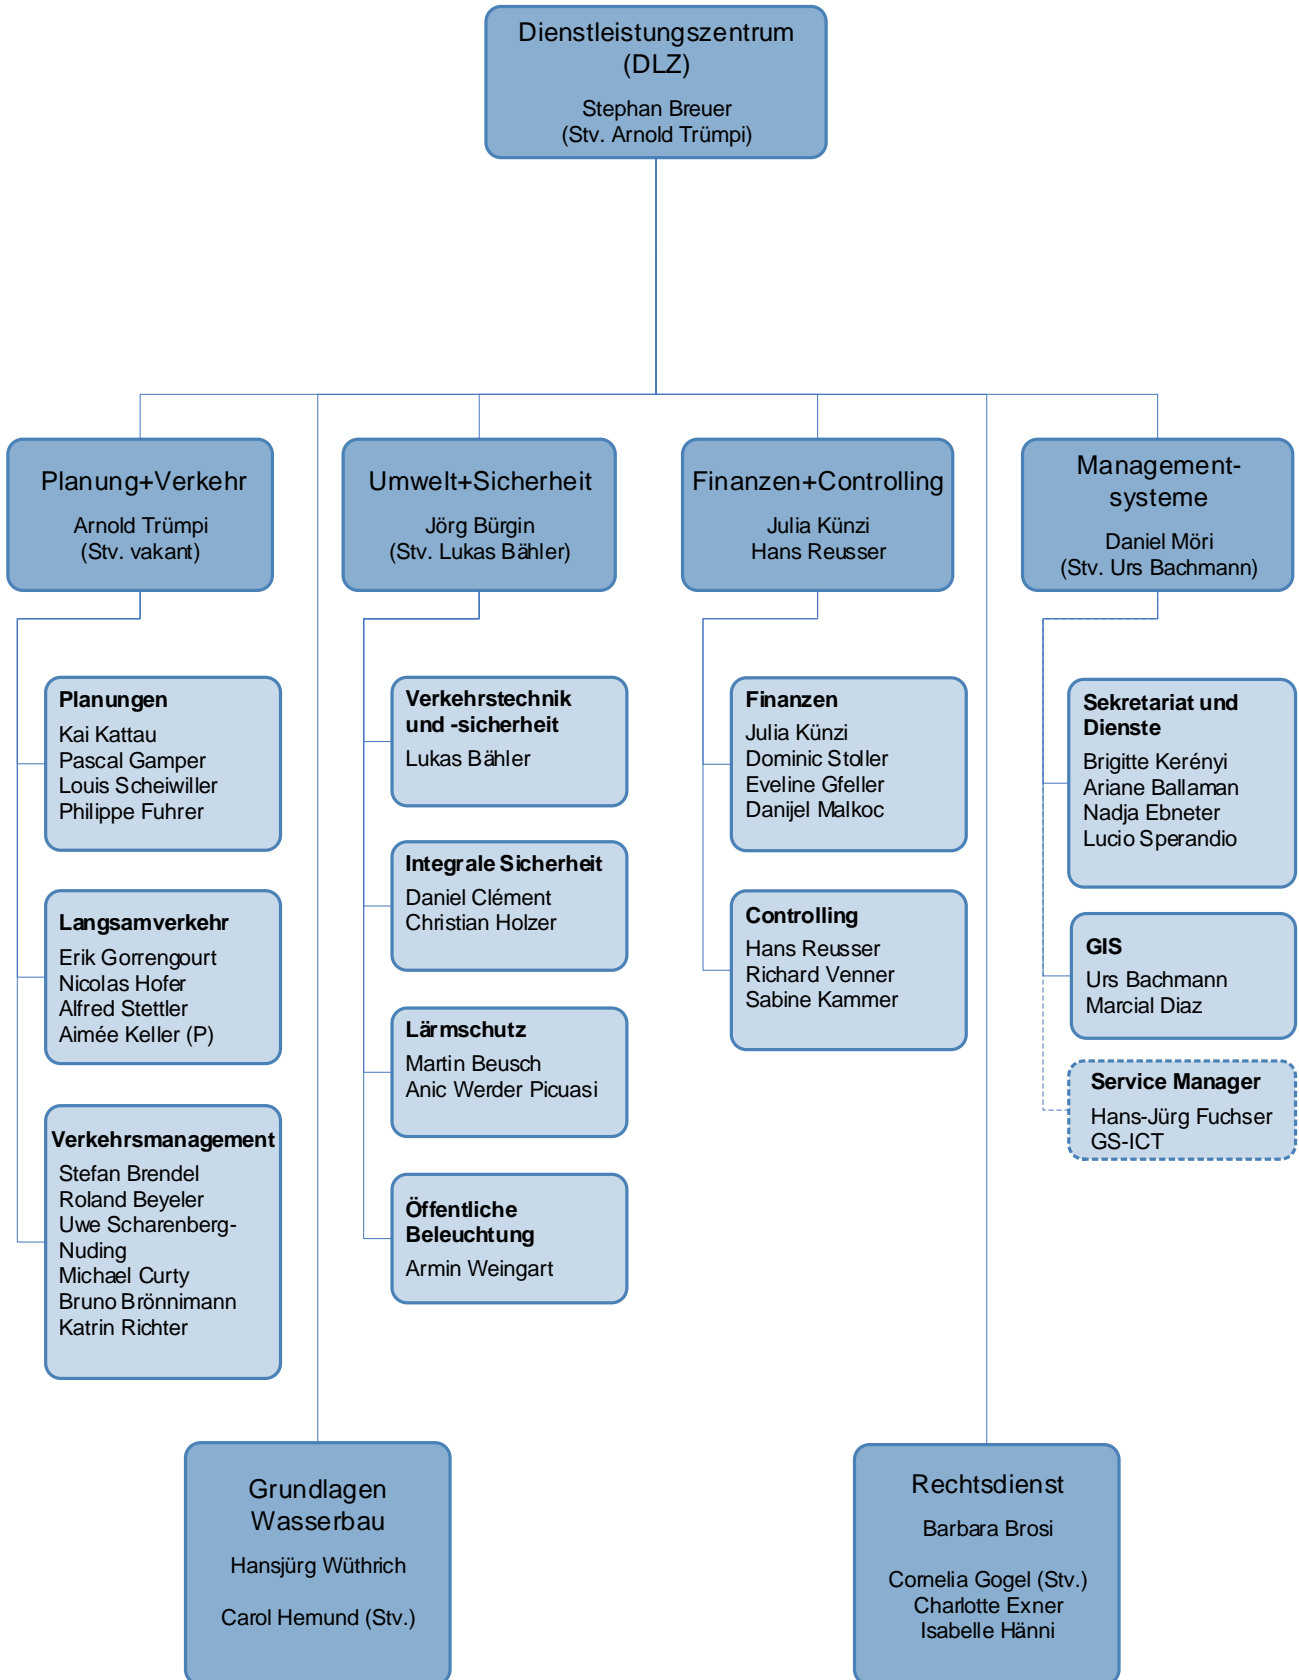 Dienstleistungszentrum
(DLZ)
Stephan Breuer
(Stv. Arnold Trümpi)
Planung+Verkehr
Arnold Trümpi
(Stv. vakant)
Umwelt+Sicherheit
Jörg Bürgin
(Stv. Lukas Bähler)
Finanzen+Controlling
Julia Künzi
Hans Reusser
Management-
systeme
Daniel Möri
(Stv. Urs Bachmann)
Planungen
Kai Kattau
Pascal Gamper
Louis Scheiwiller
Philippe Fuhrer
Langsamverkehr
Erik Gorrengourt
Nicolas Hofer
Alfred Stettler
Aimée Keller (P)
Verkehrsmanagement
Stefan Brendel
Roland Beyeler
Uwe Scharenberg-
Nuding
Michael Curty
Bruno Brönnimann
Katrin Richter
Verkehrstechnik
und -sicherheit
Lukas Bähler
Integrale Sicherheit
Daniel Clément
Christian Holzer
Lärmschutz
Martin Beusch
Anic Werder Picuasi
Öffentliche
Beleuchtung
Armin Weingart
Finanzen
Julia Künzi
Dominic Stoller
Eveline Gfeller
Danijel Malkoc
Controlling
Hans Reusser
Richard Venner
Sabine Kammer
Sekretariat und
Dienste
Brigitte Kerényi
Ariane Ballaman
Nadja Ebneter
Lucio Sperandio
GIS
Urs Bachmann
Marcial Diaz
Service Manager
Hans-Jürg Fuchser
GS-ICT
Grundlagen
Wasserbau
Hansjürg Wüthrich
Carol Hemund (Stv.)
Rechtsdienst
Barbara Brosi
Cornelia Gogel (Stv.)
Charlotte Exner
Isabelle Hänni